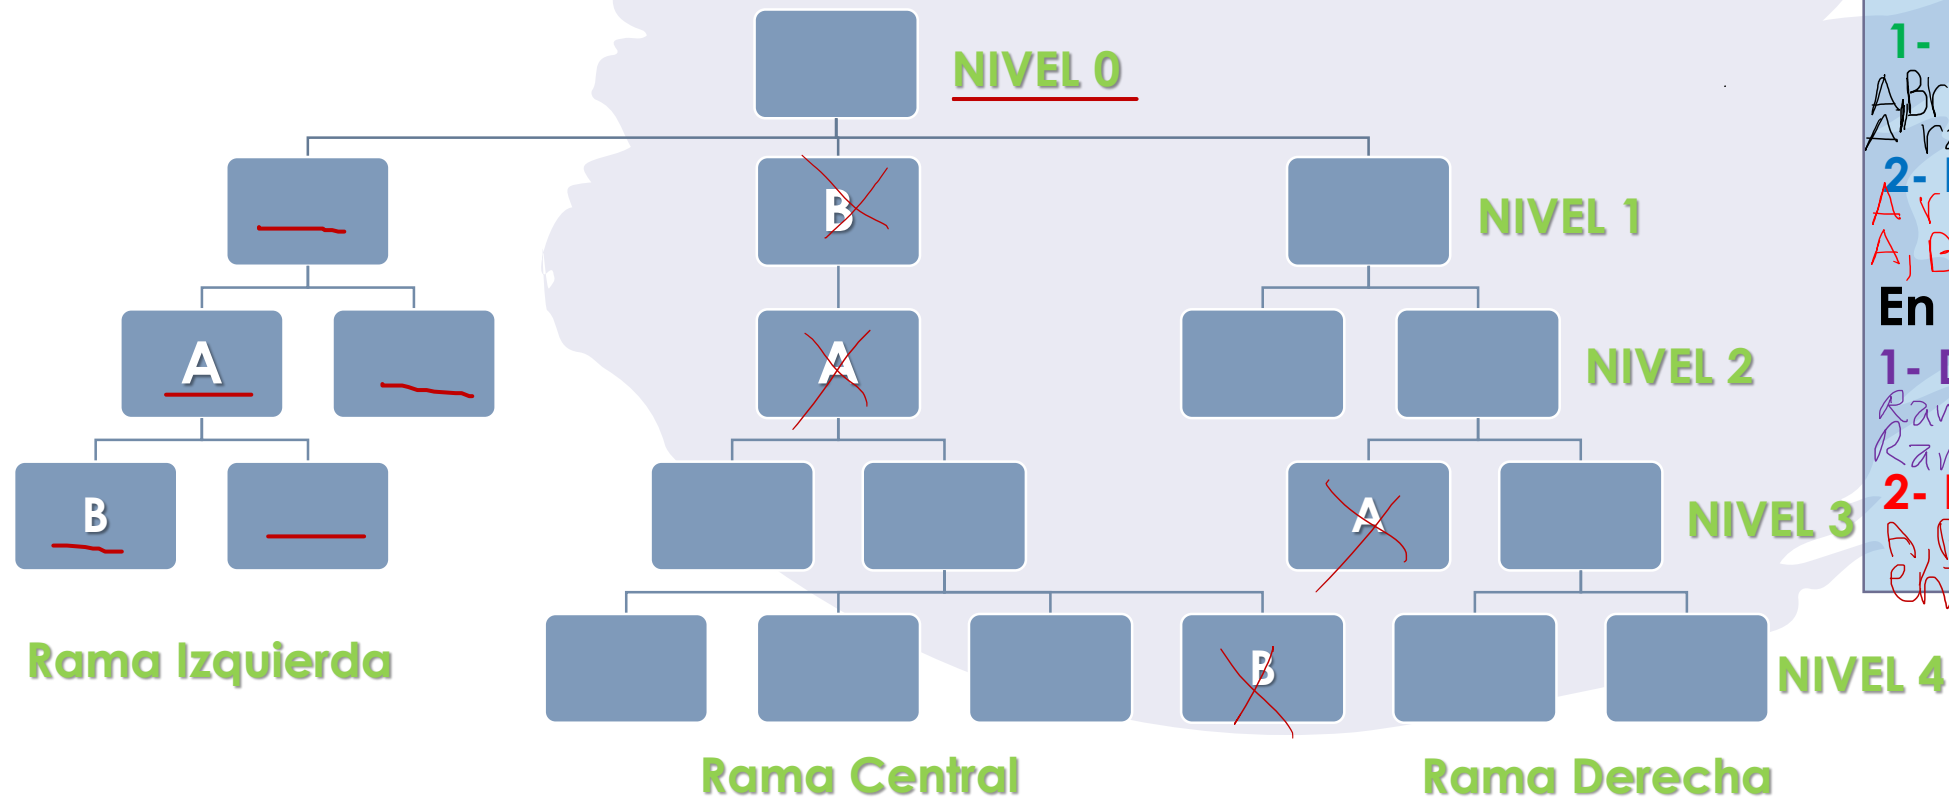 NIVEL 0
B
NIVEL 1
A
A
NIVEL 2
B
A
NIVEL 3
B
NIVEL 4
Rama Izquierda
Rama Central
Rama Derecha
1-
2-
En
1-
2-